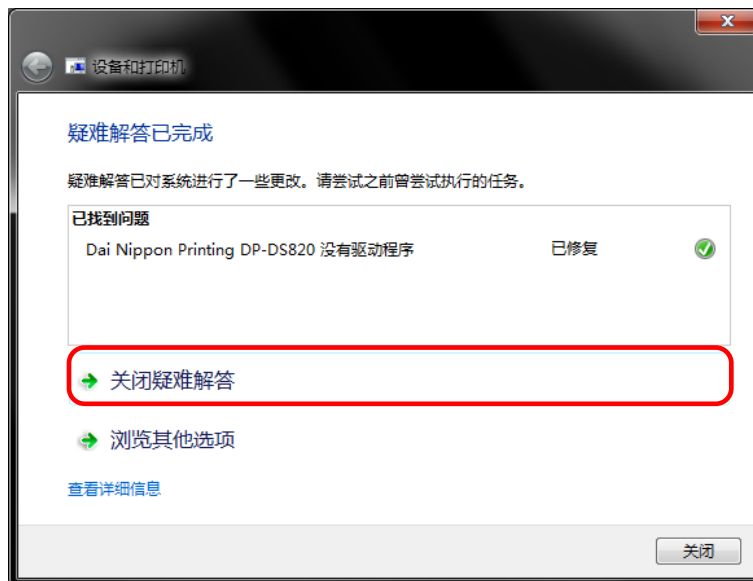 设备和打印机
疑难解答已完成
疑难解答已对系统进行了一些更改。请尝试之前曾尝试执行的任务。
已找到问题
Dai Nippon Printing DP-DS820 没有驱动程序 已修复
关闭疑难解答
浏览其他选项
查看详细信息
关闭